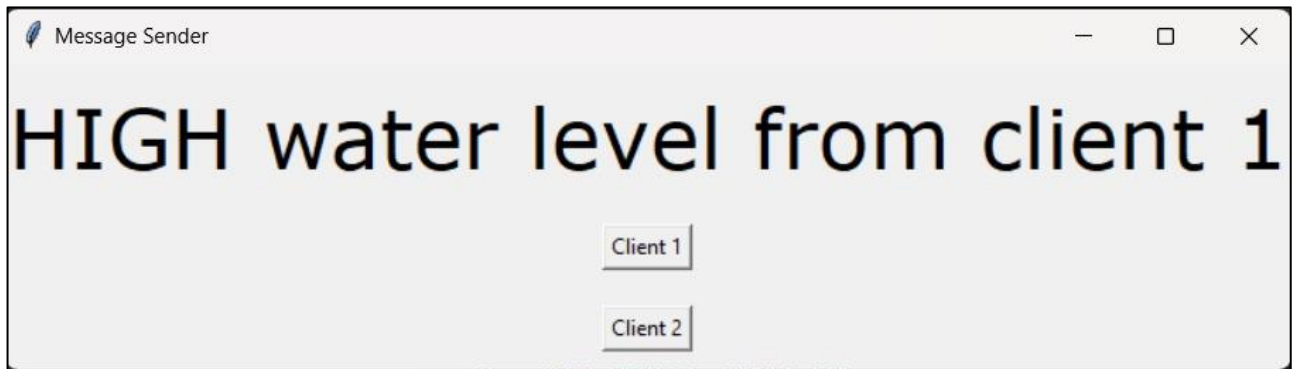 Message Sender
HIGH water level from client 1
Client 1
Client 2